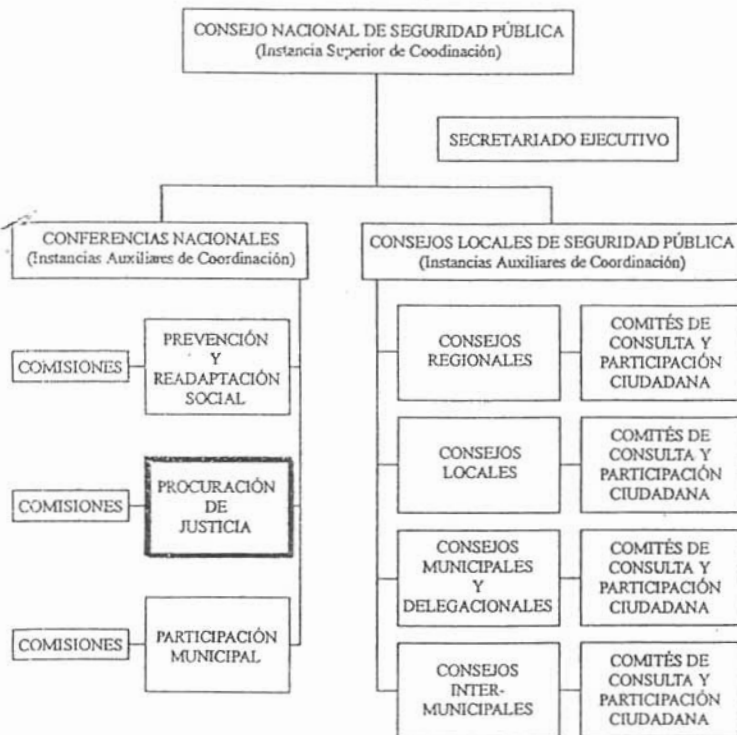 CONSEJO NACIONAL DE SEGURIDAD PÚBLICA
(Instancia Superior de Coodinación)
SECRETARIADO EJECUTIVO
CONFERENCIAS NACIONALES
(Instancias Auxiliares de Coordinación)
COMISIONES
PREVENCIÓN
Y
READAPTACIÓN
SOCIAL
COMISIONES
PROCURACIÓN
DE
JUSTICIA
COMISIONES
PARTICIPACIÓN
MUNICIPAL
CONSEJOS LOCALES DE SEGURIDAD PÚBLICA
(Instancias Auxiliares de Coordinación)
CONSEJOS
REGIONALES
COMITÉS DE
CONSULTA Y
PARTICIPACIÓN
CIUDADANA
CONSEJOS
LOCALES
COMITÉS DE
CONSULTA Y
PARTICIPACIÓN
CIUDADANA
CONSEJOS
MUNICIPALES
Y
DELEGACIONALES
COMITÉS DE
CONSULTA Y
PARTICIPACIÓN
CIUDADANA
CONSEJOS
INTER-
MUNICIPALES
COMITÉS DE
CONSULTA Y
PARTICIPACIÓN
CIUDADANA